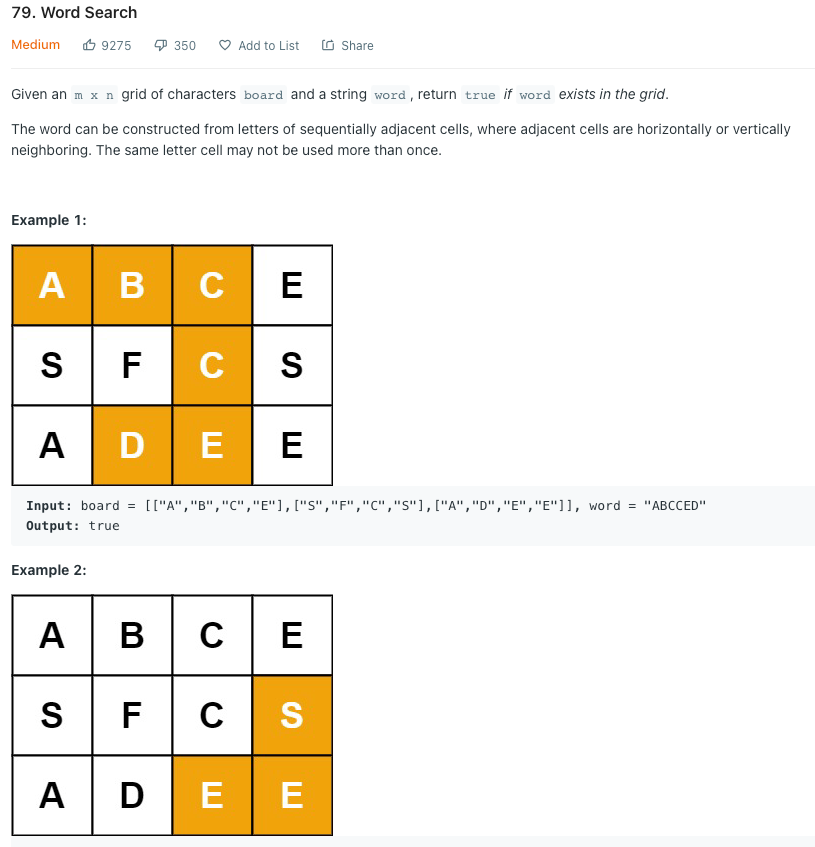 79. Word Search
Medium 9275 350 Add to List Share
Given an m x n grid of characters board and a string word , return true if word exists in the grid.
The word can be constructed from letters of sequentially adjacent cells, where adjacent cells are horizontally or vertically
neighboring. The same letter cell may not be used more than once.
Example 1:
A B C E
S F C S
A D E E
Input: board = [["A","B","C","E"],["S","F","C","S"],["A","D","E","E"]], word = "ABCCED"
Output: true
Example 2:
A B C E
S F C S
A D E E